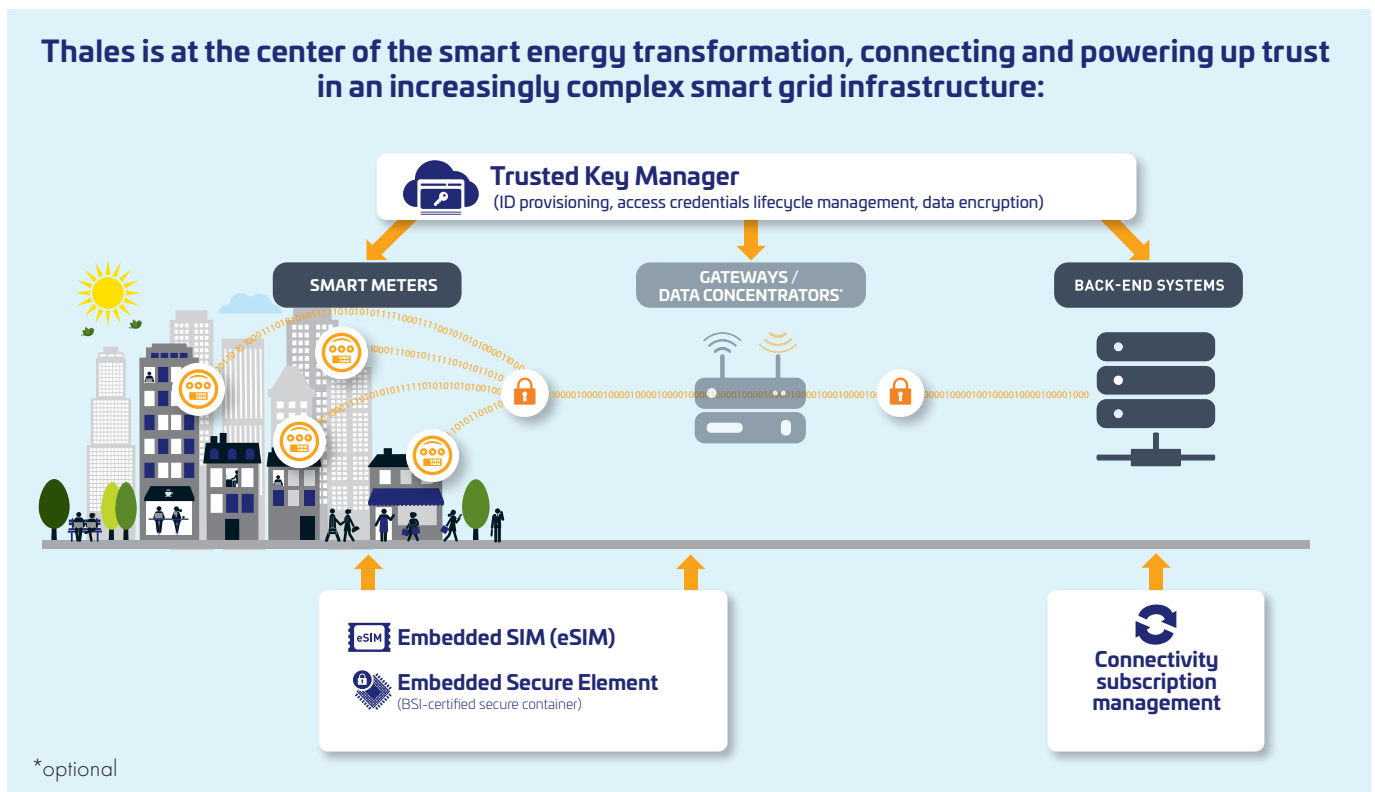 Thales is at the center of the smart energy transformation, connecting and powering up trust
in an increasingly complex smart grid infrastructure:
Trusted Key Manager
(ID provisioning, access credentials lifecycle management, data encryption)
SMART METERS
GATEWAYS /
DATA CONCENTRATORS*
BACK-END SYSTEMS
eSIM
Embedded SIM (eSIM)
Embedded Secure Element
(BSI-certified secure container)
Connectivity
subscription
management
*optional